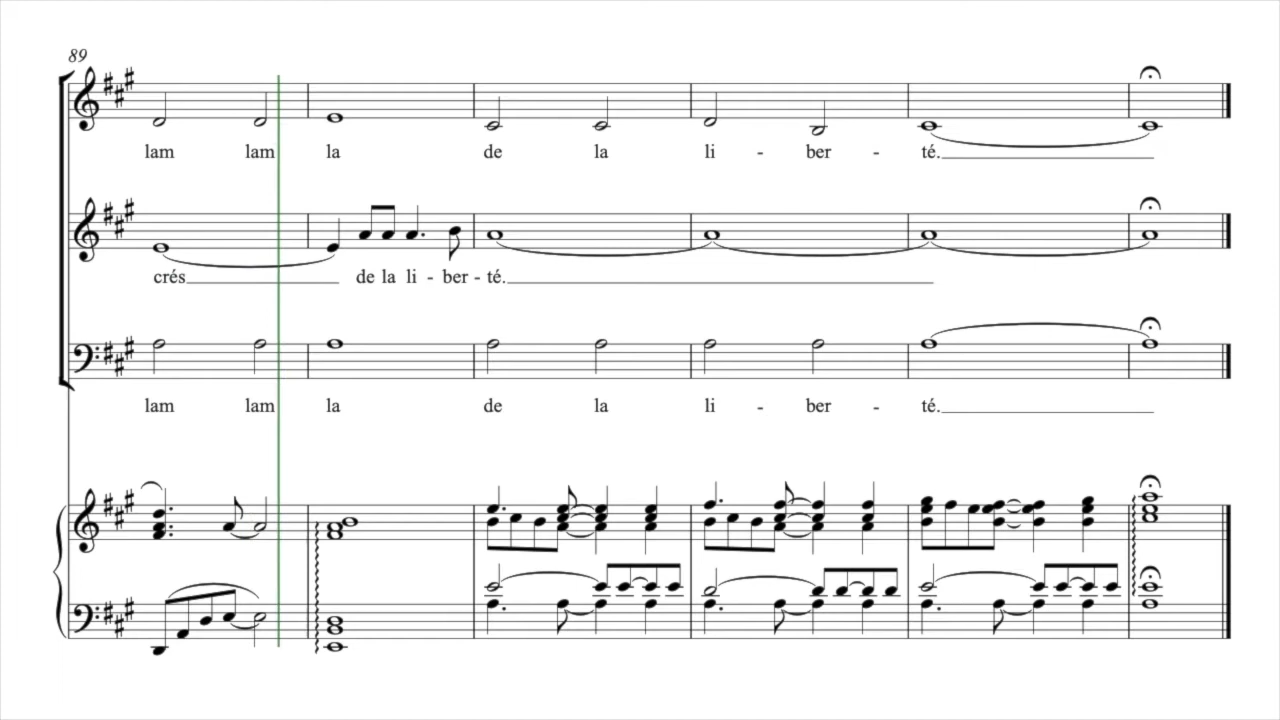 89
lam lam la de la li - ber - té.
crés de la li - ber - té.
lam lam la de la li - ber - té.